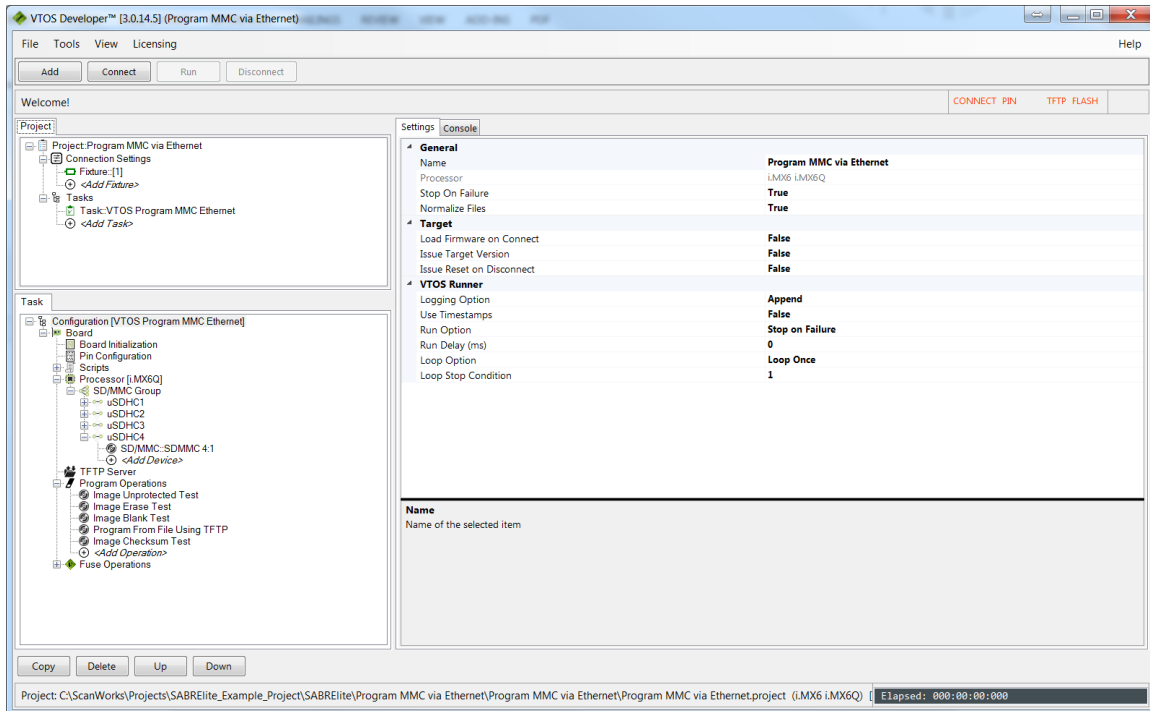 VTOS Developer™ [3.0.14.5] (Program MMC via Ethernet)
REVIEW VIEW ADD-INS PDF
File Tools View Licensing Help
Add Connect Run Disconnect
Welcome! CONNECT PIN TFTP FLASH
Project
Project:Program MMC via Ethernet
Connection Settings
Fixture::[1]
<Add Fixture>
Tasks
Task::VTOS Program MMC Ethernet
<Add Task>
Task
Configuration [VTOS Program MMC Ethernet]
Board
Board Initialization
Pin Configuration
Scripts
Processor [i.MX6Q]
SD/MMC Group
uSDHC1
uSDHC2
uSDHC3
uSDHC4
SD/MMC::SDMMC 4:1
<Add Device>
TFTP Server
Program Operations
Image Unprotected Test
Image Erase Test
Image Blank Test
Program From File Using TFTP
Image Checksum Test
<Add Operation>
Fuse Operations
Settings Console
General
Name Program MMC via Ethernet
Processor i.MX6 i.MX6Q
Stop On Failure True
Normalize Files True
Target
Load Firmware on Connect False
Issue Target Version False
Issue Reset on Disconnect False
VTOS Runner
Logging Option Append
Use Timestamps False
Run Option Stop on Failure
Run Delay (ms) 0
Loop Option Loop Once
Loop Stop Condition 1
Name
Name of the selected item
Copy Delete Up Down
Project: C:\ScanWorks\Projects\SABRElite_Example_Project\SABRElite\Program MMC via Ethernet\Program MMC via Ethernet\Program MMC via Ethernet.project (i.MX6 i.MX6Q) [ Elapsed: 000:00:00:000